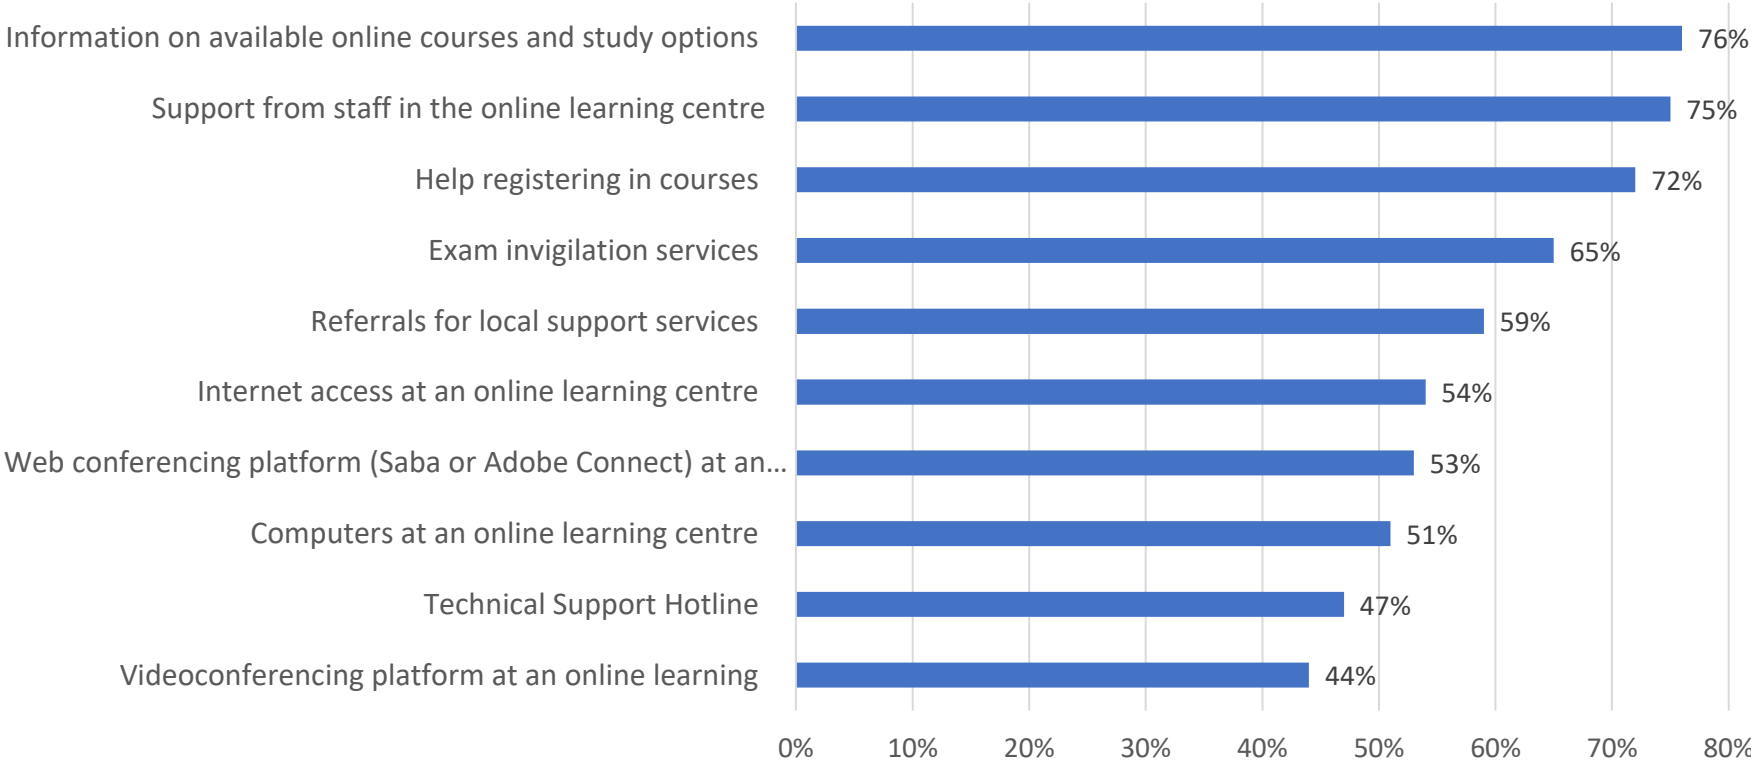 Information on available online courses and study options 76%
Support from staff in the online learning centre 75%
Help registering in courses 72%
Exam invigilation services 65%
Referrals for local support services 59%
Internet access at an online learning centre 54%
Web conferencing platform (Saba or Adobe Connect) at an... 53%
Computers at an online learning centre 51%
Technical Support Hotline 47%
Videoconferencing platform at an online learning 44%
0% 10% 20% 30% 40% 50% 60% 70% 80%